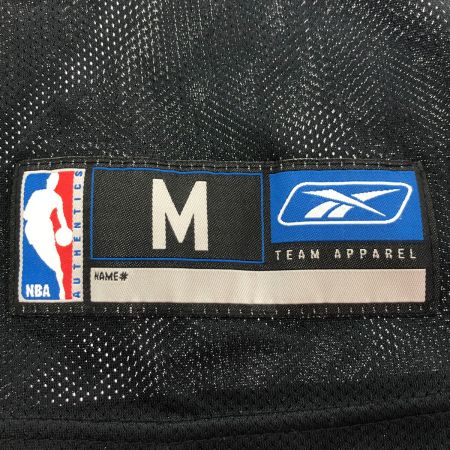 NBA
AUTHENTICS
M
TEAM APPAREL
NAME#